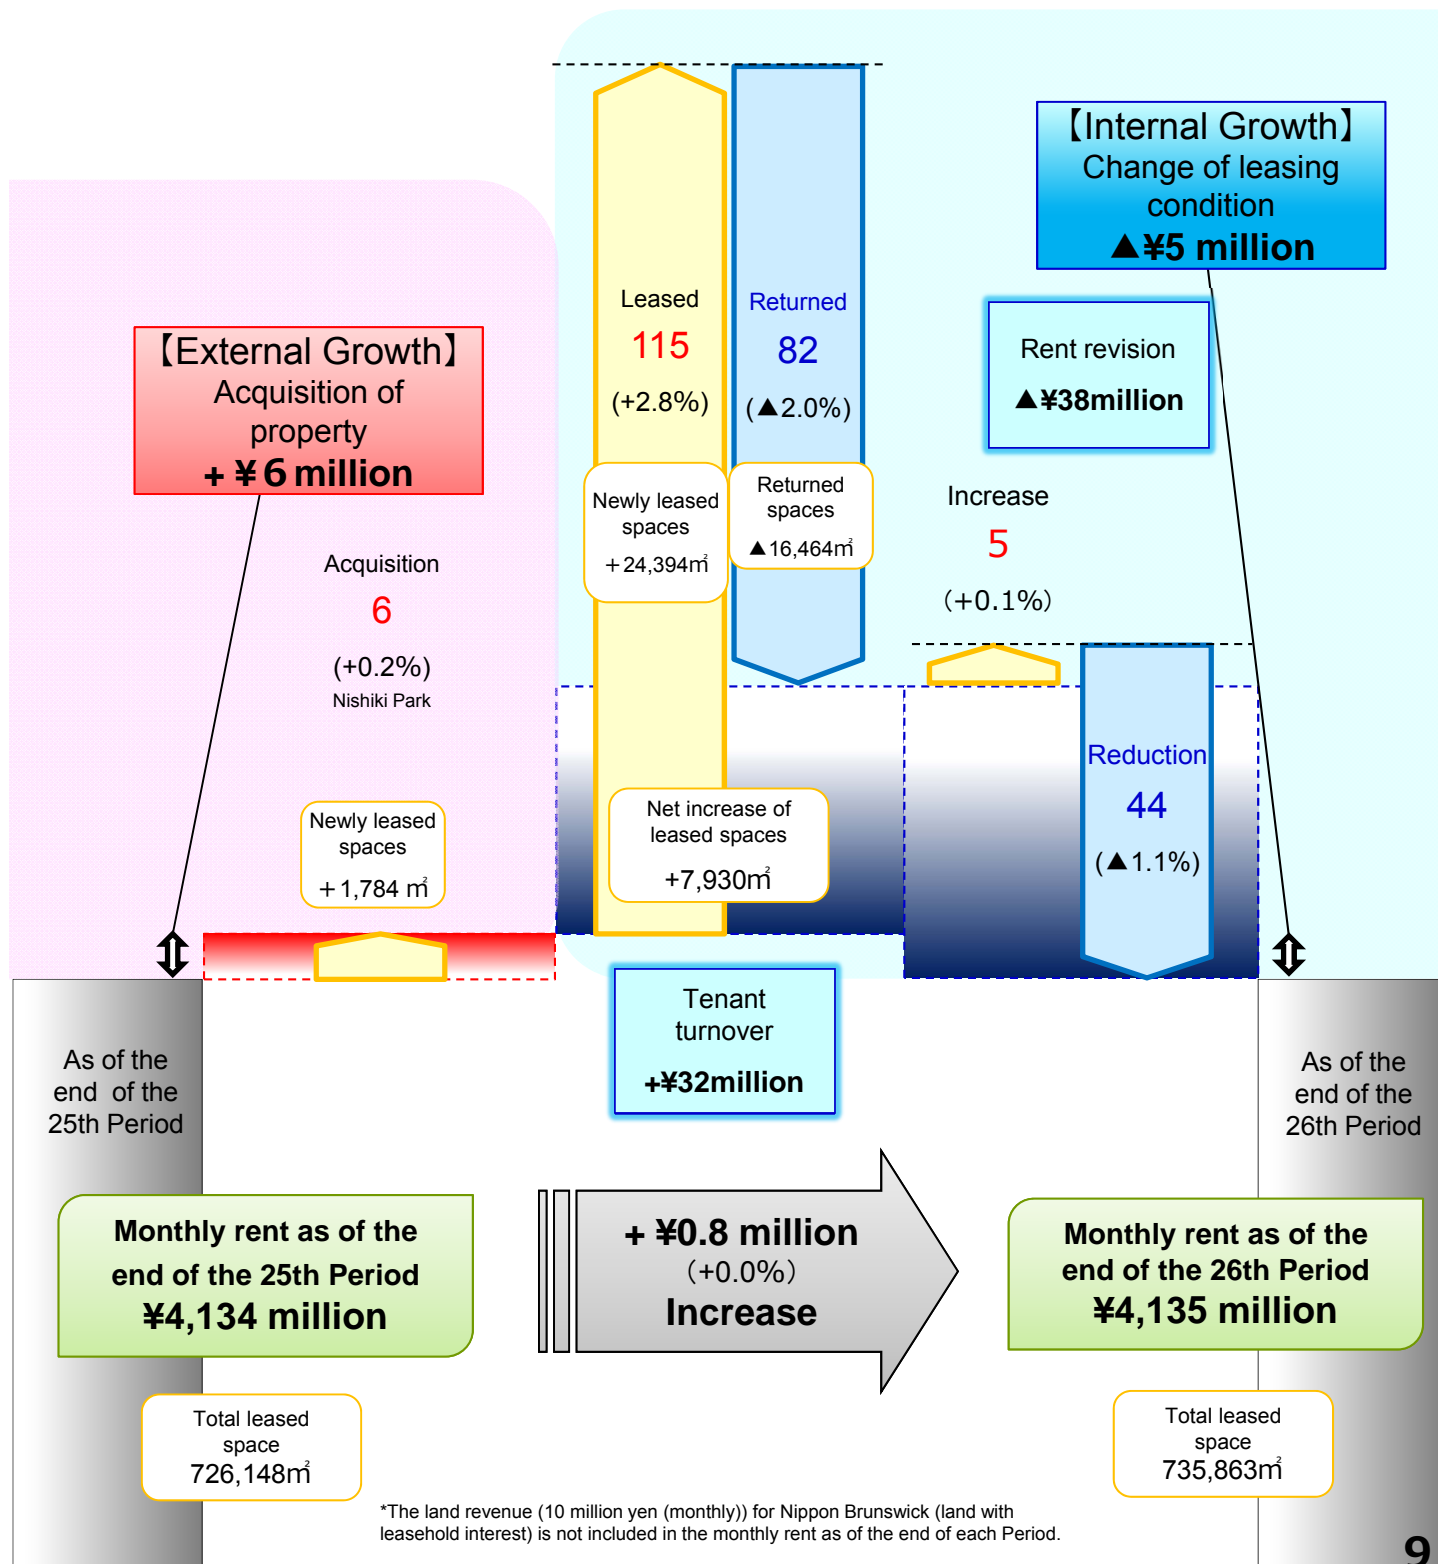 【Internal Growth】
Change of leasing
condition
▲¥5 million
Leased
115
(+2.8%)
Returned
82
(▲2.0%)
Rent revision
▲¥38million
【External Growth】
Acquisition of
property
+ ¥ 6 million
Newly leased
spaces
+24,394㎡
Returned
spaces
▲16,464㎡
Increase
5
(+0.1%)
Acquisition
6
(+0.2%)
Nishiki Park
Reduction
44
(▲1.1%)
Newly leased
spaces
+1,784 ㎡
Net increase of
leased spaces
+7,930㎡
Tenant
turnover
+¥32million
As of the
end of the
25th Period
As of the
end of the
26th Period
Monthly rent as of the
end of the 25th Period
¥4,134 million
+ ¥0.8 million
(+0.0%)
Increase
Monthly rent as of the
end of the 26th Period
¥4,135 million
Total leased
space
726,148㎡
Total leased
space
735,863㎡
*The land revenue (10 million yen (monthly)) for Nippon Brunswick (land with
leasehold interest) is not included in the monthly rent as of the end of each Period.
9